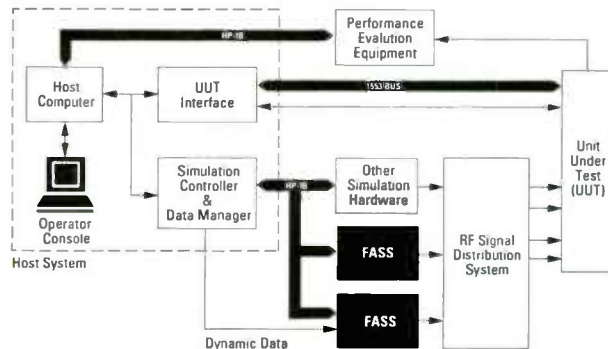 HP-IB
Performance
Evalution
Equipment
Host
Computer
UUT
Interface
1553 BUS
Unit
Under
Test
(UUT)
Simulation
Controller
&
Data Manager
HP-IB
Other
Simulation
Hardware
Operator
Console
FASS
RF Signal
Distribution
System
Host System
FASS
Dynamic Data